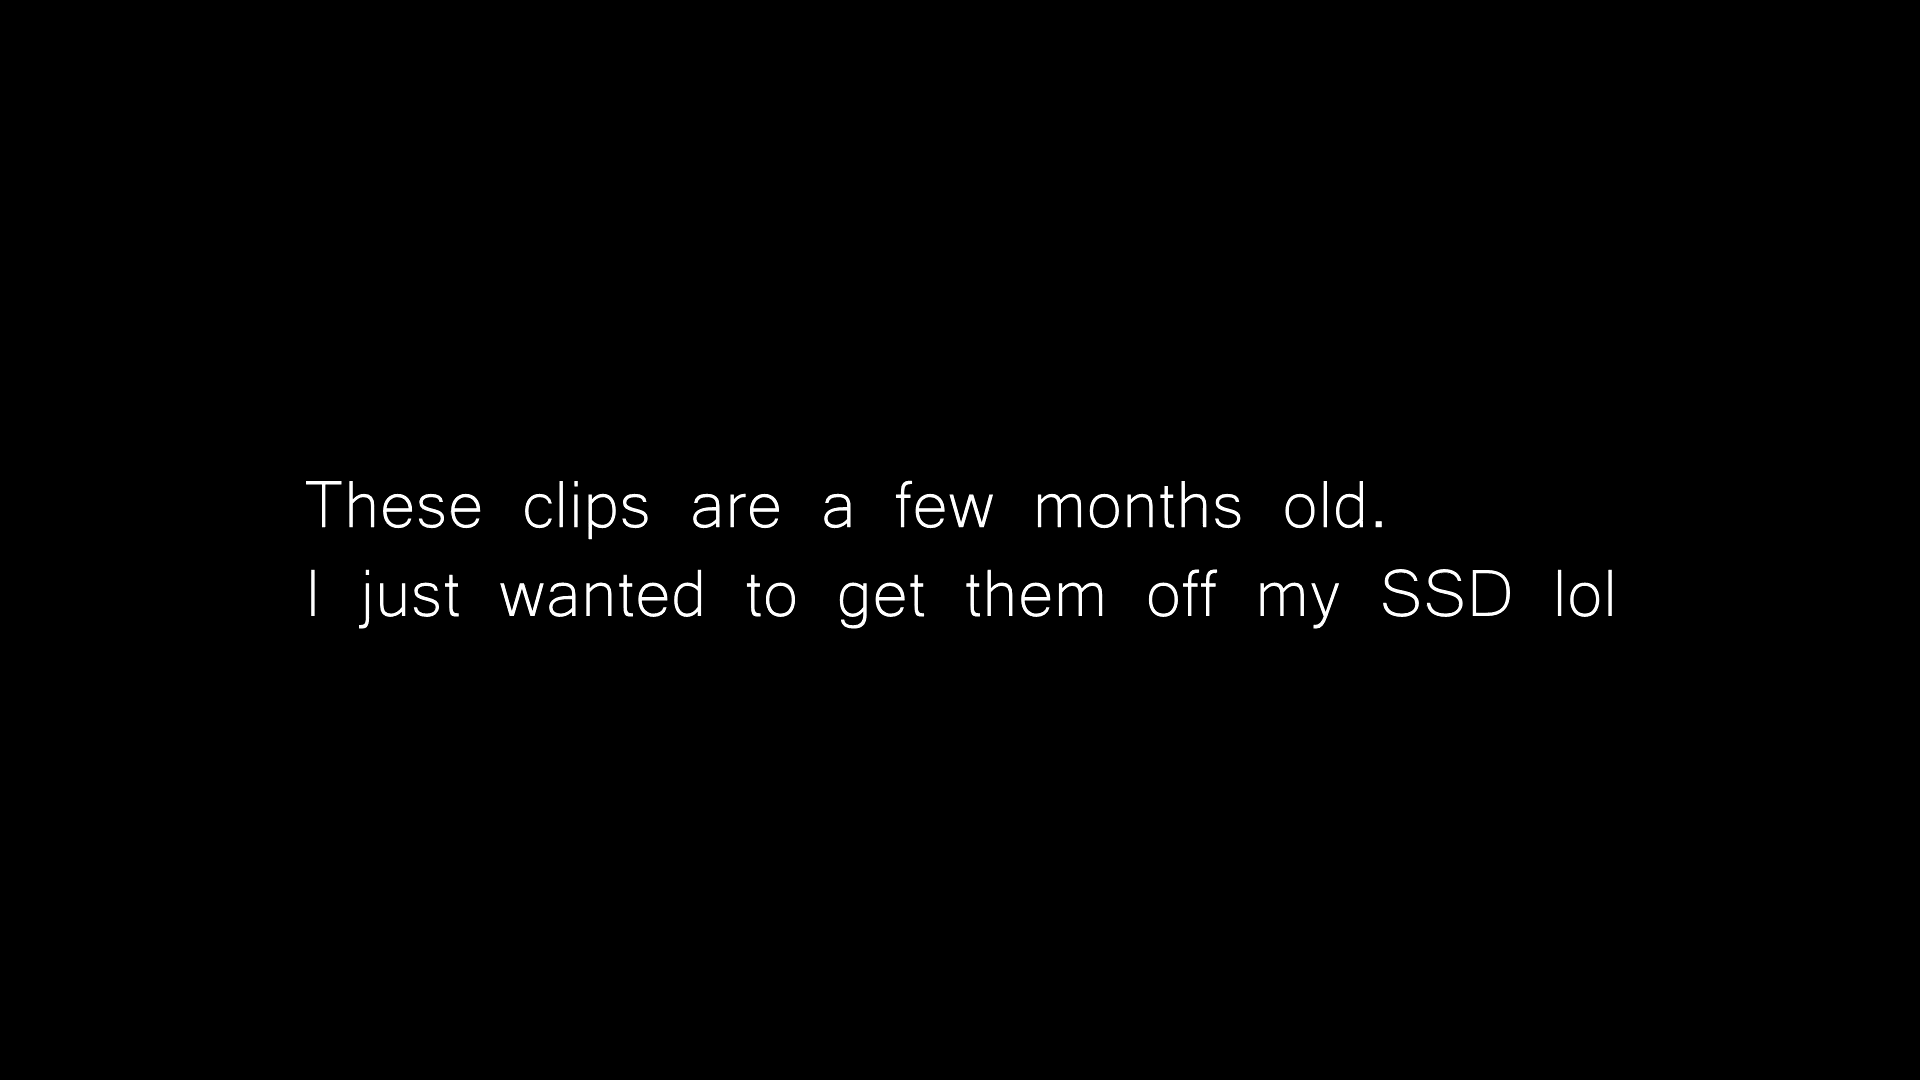 These clips are a few months old.
I just wanted to get them off my SSD lol